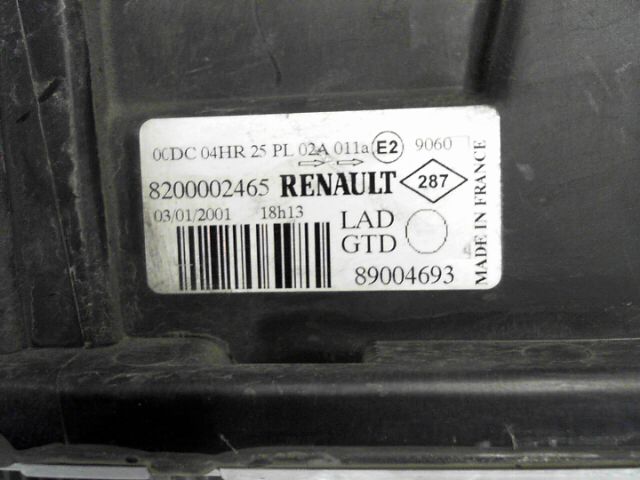 00DC 04HR 25 PL 02A 011a E2 9060
8200002465 RENAULT 287
03/01/2001 18h13 LAD
GTD
89004693
MADE IN FRANCE